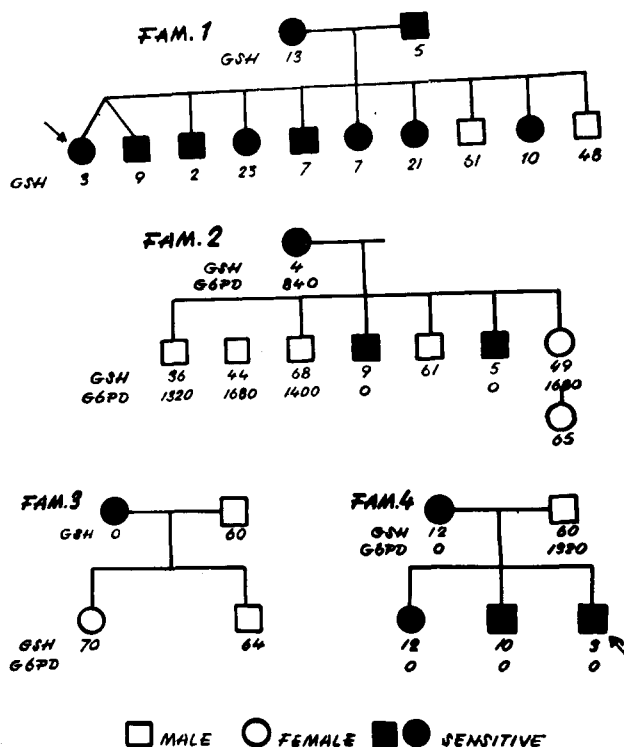 FAM. 1
GSH 13 5
GSH 3 9 2 23 7 7 21 61 10 48
FAM. 2
GSH 4
G6PD 840
GSH 36 44 68 9 61 5 49
G6PD 1320 1680 1400 0 0 1680
65
FAM. 3
GSH 0 60
GSH 70 64
G6PD
FAM. 4
GSH 12 60
G6PD 0 1320
12 10 3
0 0 0
MALE FEMALE SENSITIVE